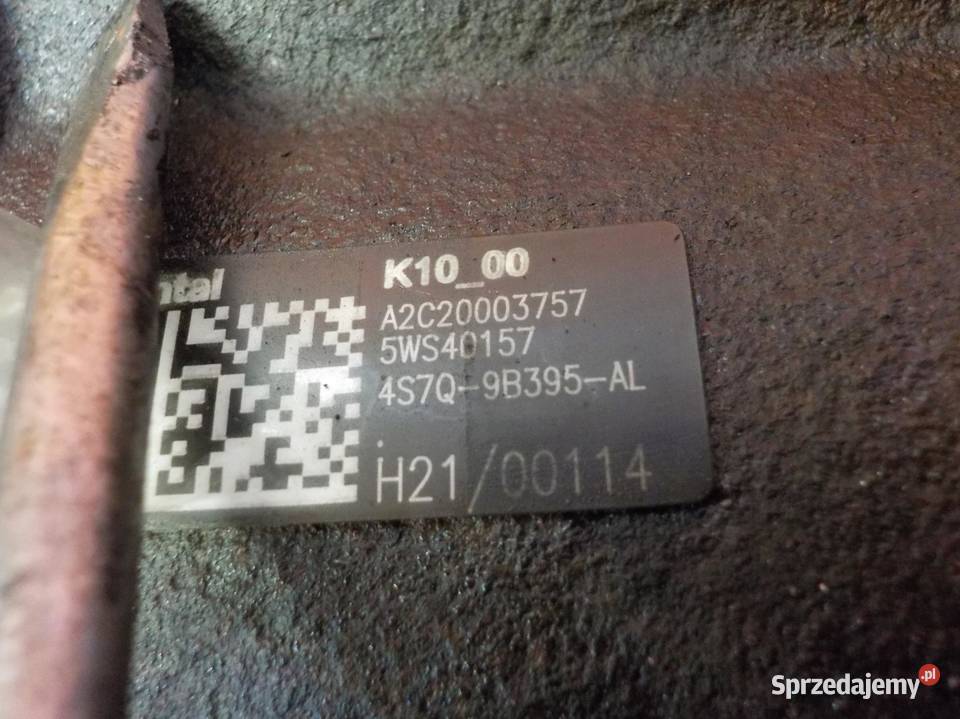 ntal
K10_00
A2C20003757
5WS40157
4S7Q-9B395-AL
H21/00114
Sprzedajemy.pl